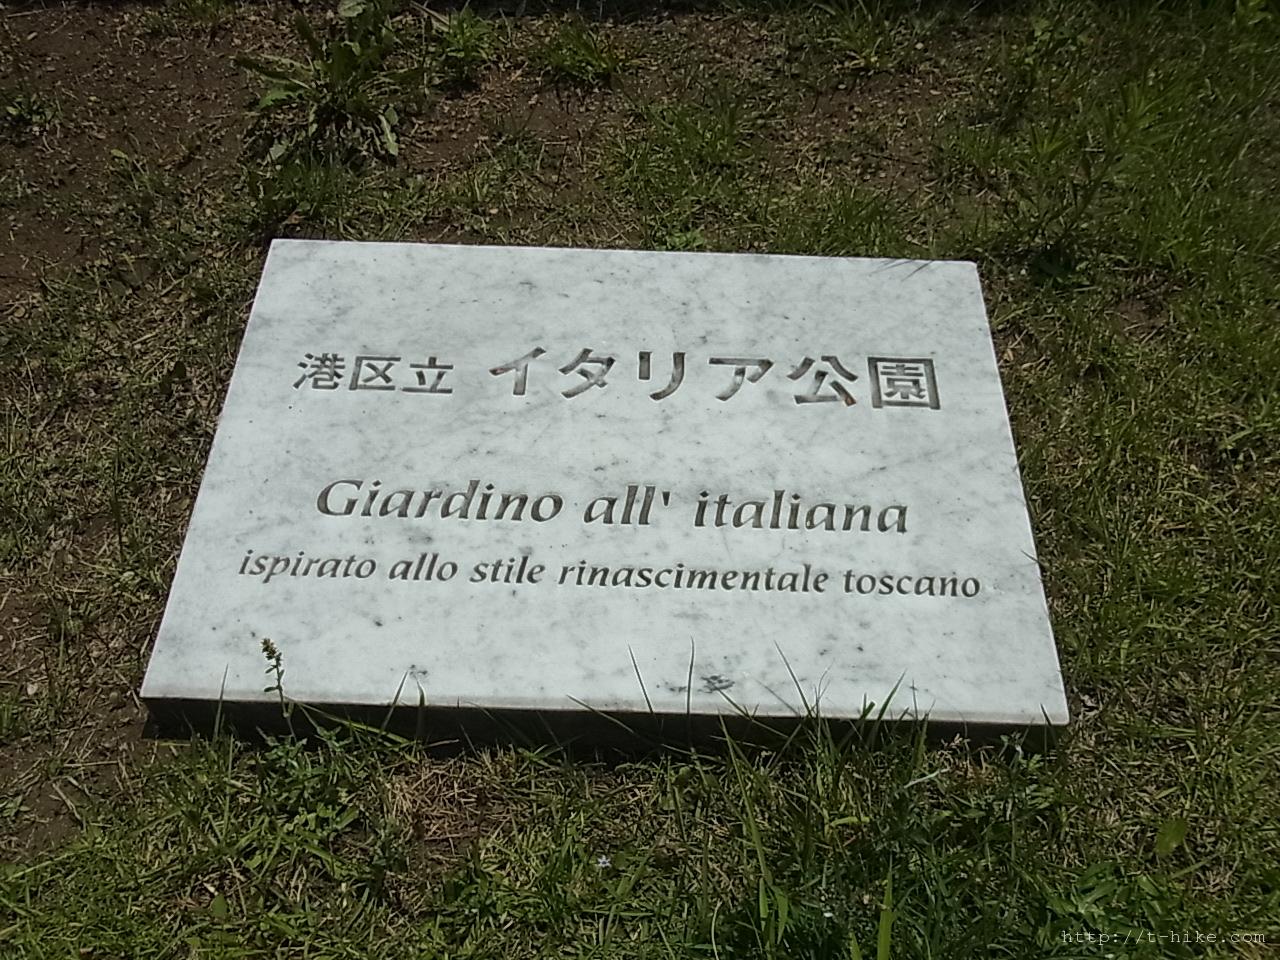 港区立 イタリア公園
Giardino all' italiana
ispirato allo stile rinascimentale toscano
http://t-hike.com